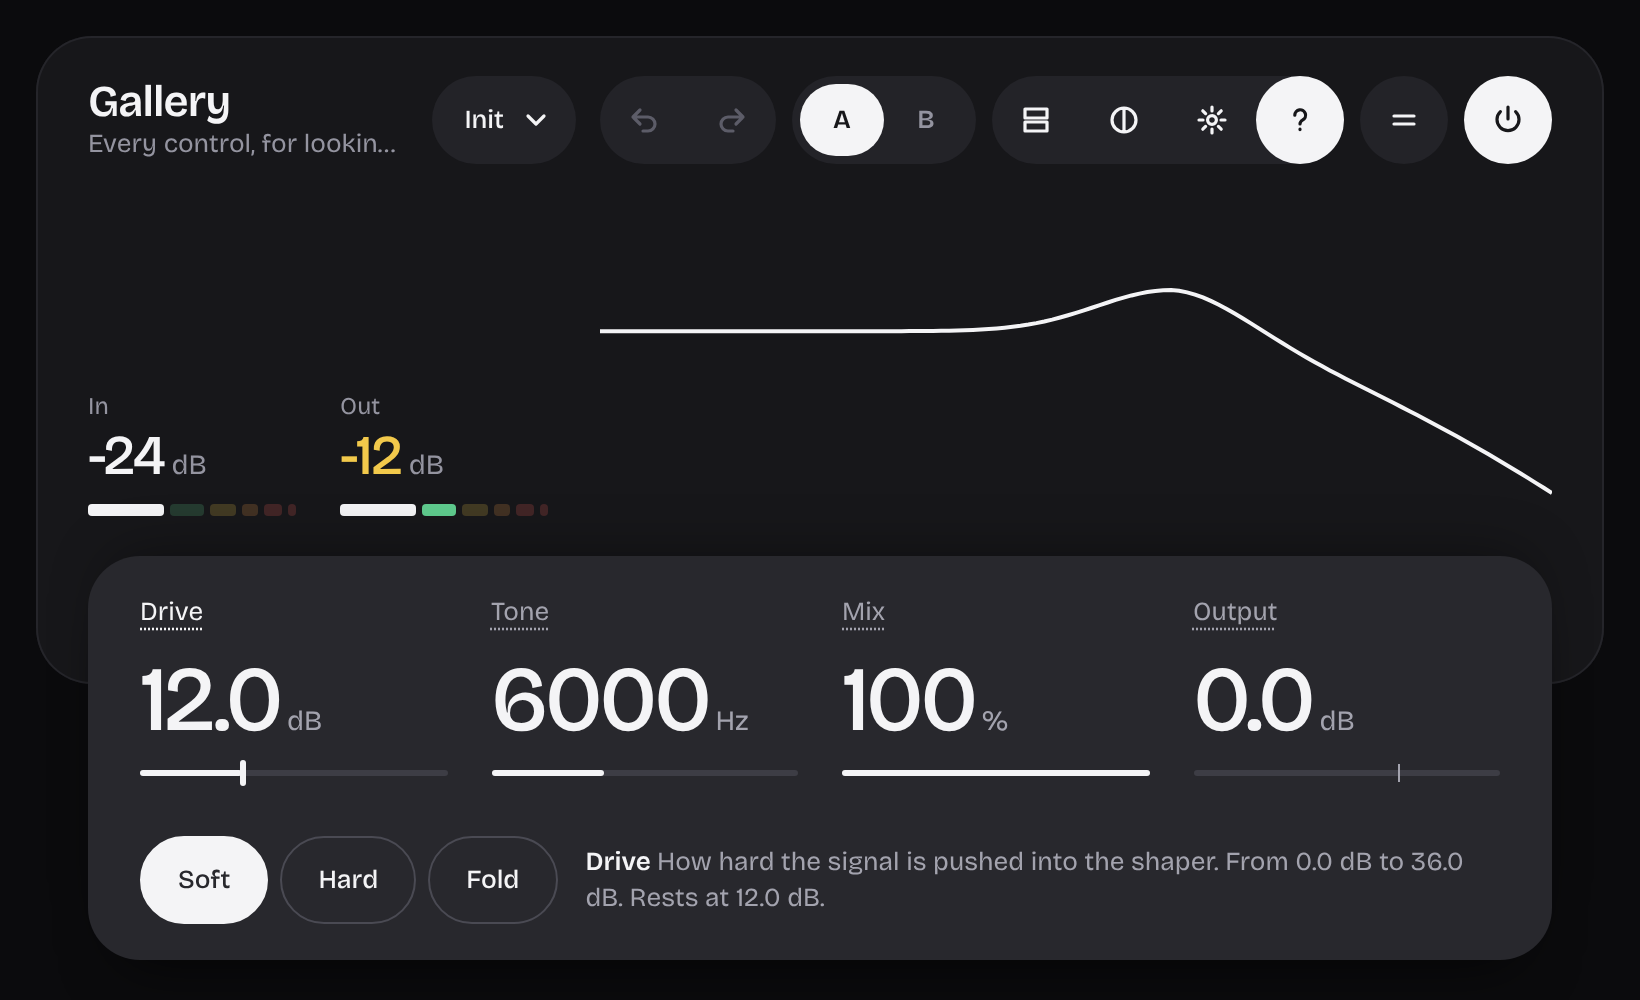 Gallery
Every control, for lookin...
Init
A
B
?
In
-24 dB
Out
-12 dB
Drive
12.0 dB
Tone
6000 Hz
Mix
100 %
Output
0.0 dB
Soft
Hard
Fold
Drive How hard the signal is pushed into the shaper. From 0.0 dB to 36.0
dB. Rests at 12.0 dB.